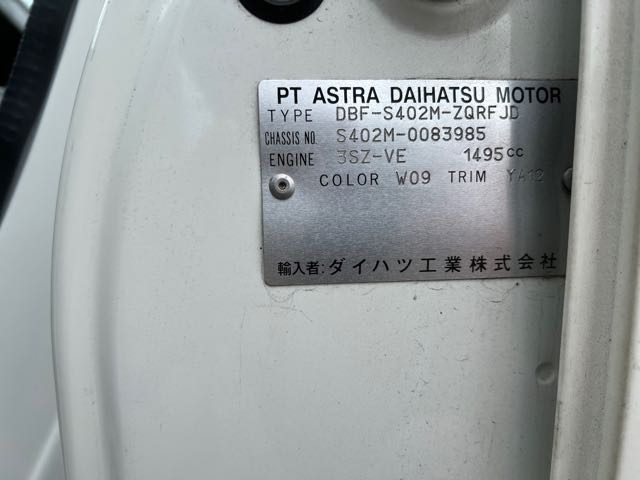 PT ASTRA DAIHATSU MOTOR
TYPE DBF-S402M-ZQRFJD
CHASSIS NO. S402M-0083985
ENGINE 3SZ-VE 1495cc
COLOR W09 TRIM YA12
輸入者:ダイハツ工業株式会社